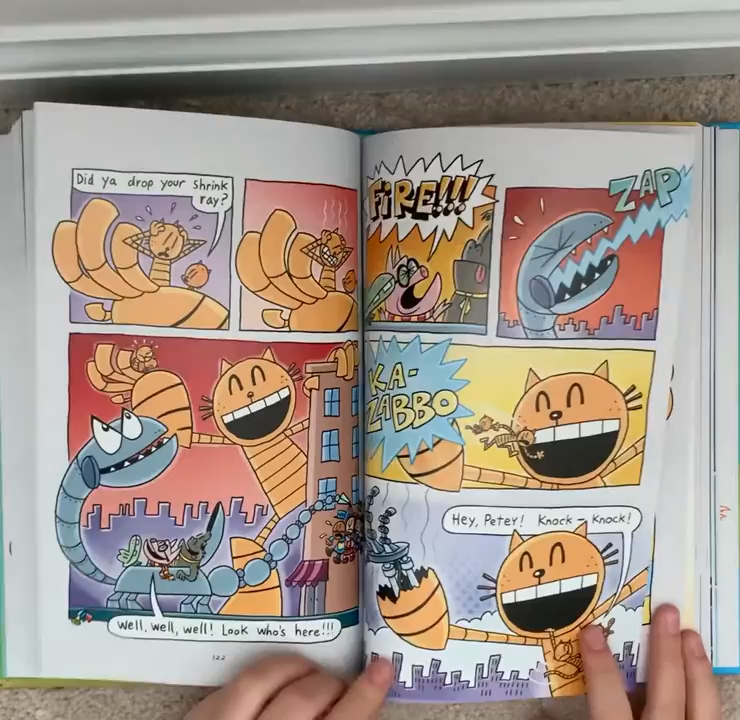 Did ya drop your shrink
ray?
Well, well, well! Look who's here!!!
122
FiRE!!!
ZAP
KA-
ZABBO
Hey, Petey! Knock-Knock!